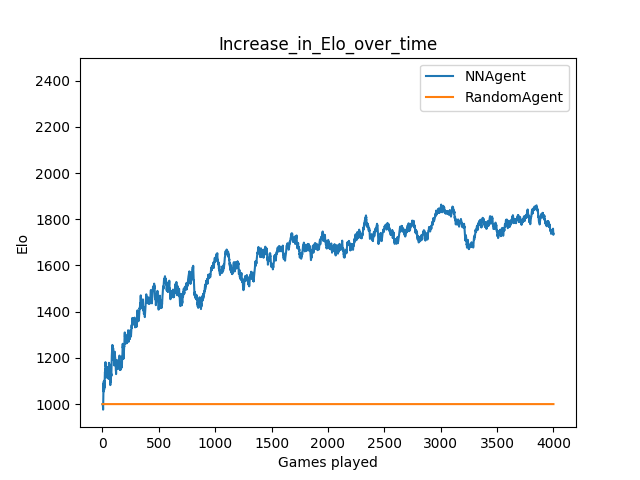 Increase_in_Elo_over_time
NNAgent
RandomAgent
2400
2200
2000
1800
1600
1400
1200
1000
Elo
0 500 1000 1500 2000 2500 3000 3500 4000
Games played